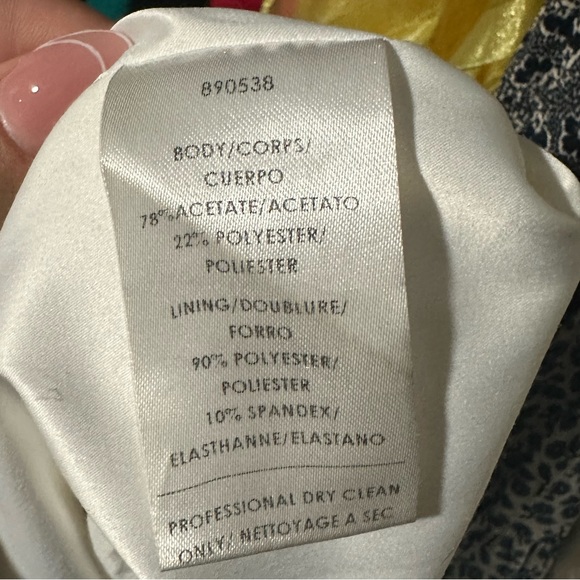 890538
BODY/CORPS/
CUERPO
78% ACETATE/ACETATO
22% POLYESTER/
POLIESTER
LINING/DOUBLURE/
FORRO
90% POLYESTER/
POLIESTER
10% SPANDEX/
ELASTHANNE/ELASTANO
PROFESSIONAL DRY CLEAN
ONLY/ NETTOYAGE A SEC